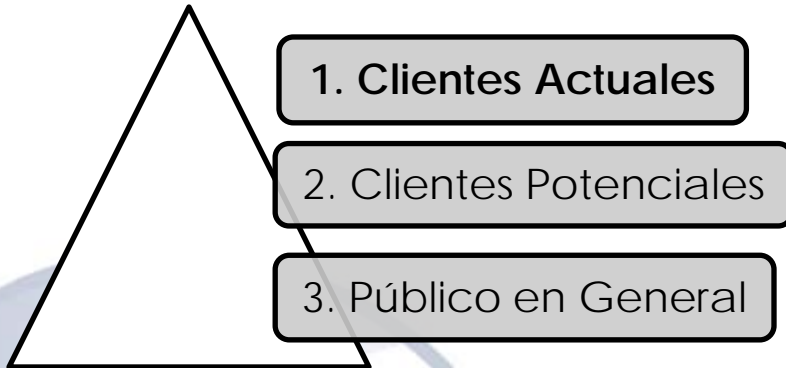 1. Clientes Actuales
2. Clientes Potenciales
3. Público en General